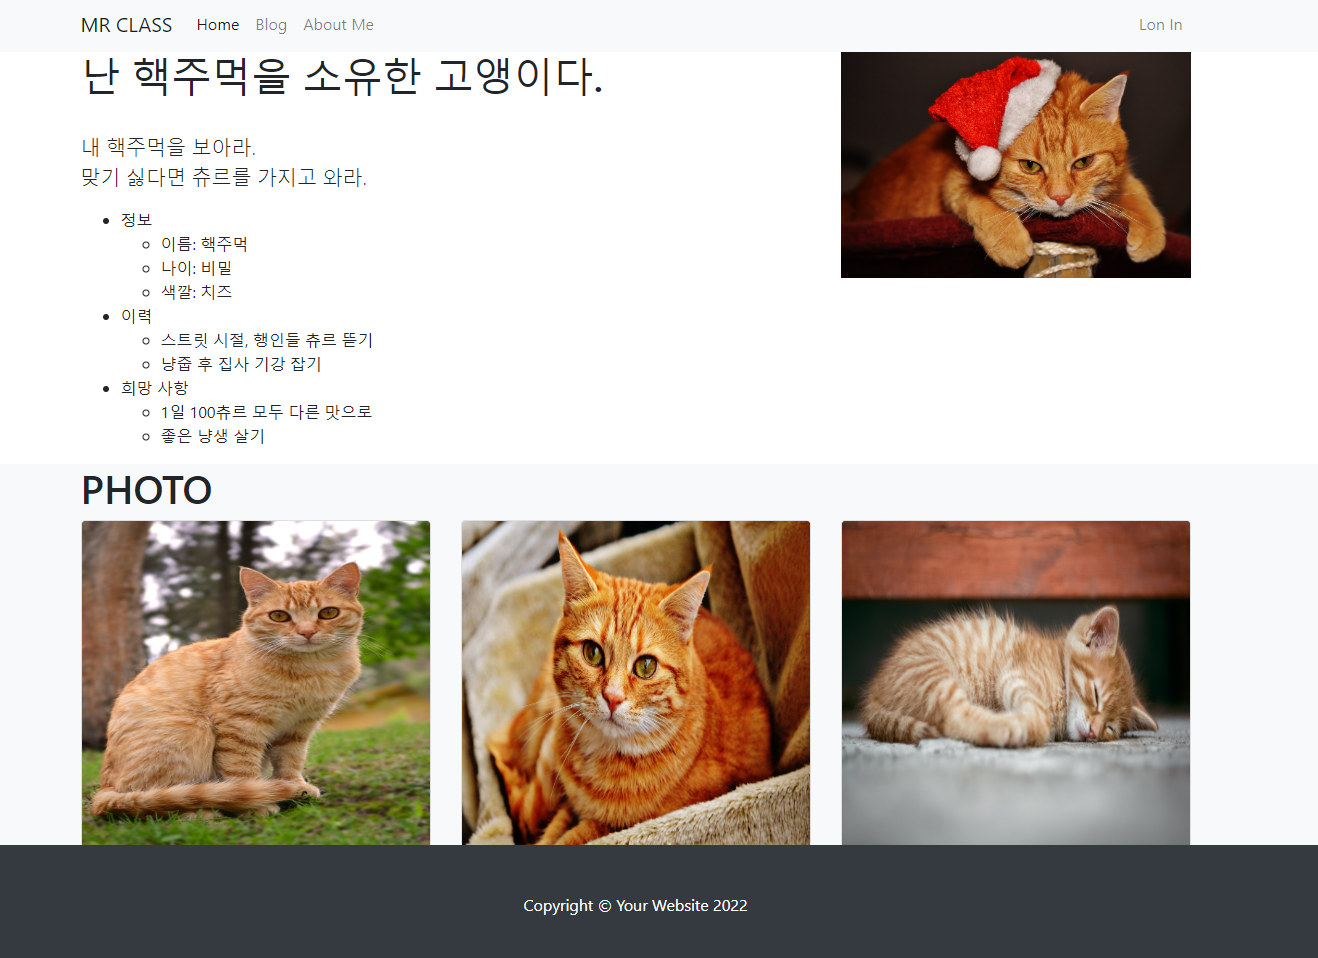 MR CLASS Home Blog About Me Lon In
난 핵주먹을 소유한 고앵이다.
내 핵주먹을 보아라.
맞기 싫다면 츄르를 가지고 와라.
정보
이름: 핵주먹
나이: 비밀
색깔: 치즈
이력
스트릿 시절, 행인들 츄르 뜯기
냥줍 후 집사 기강 잡기
희망 사항
1일 100츄르 모두 다른 맛으로
좋은 냥생 살기
PHOTO
Copyright © Your Website 2022